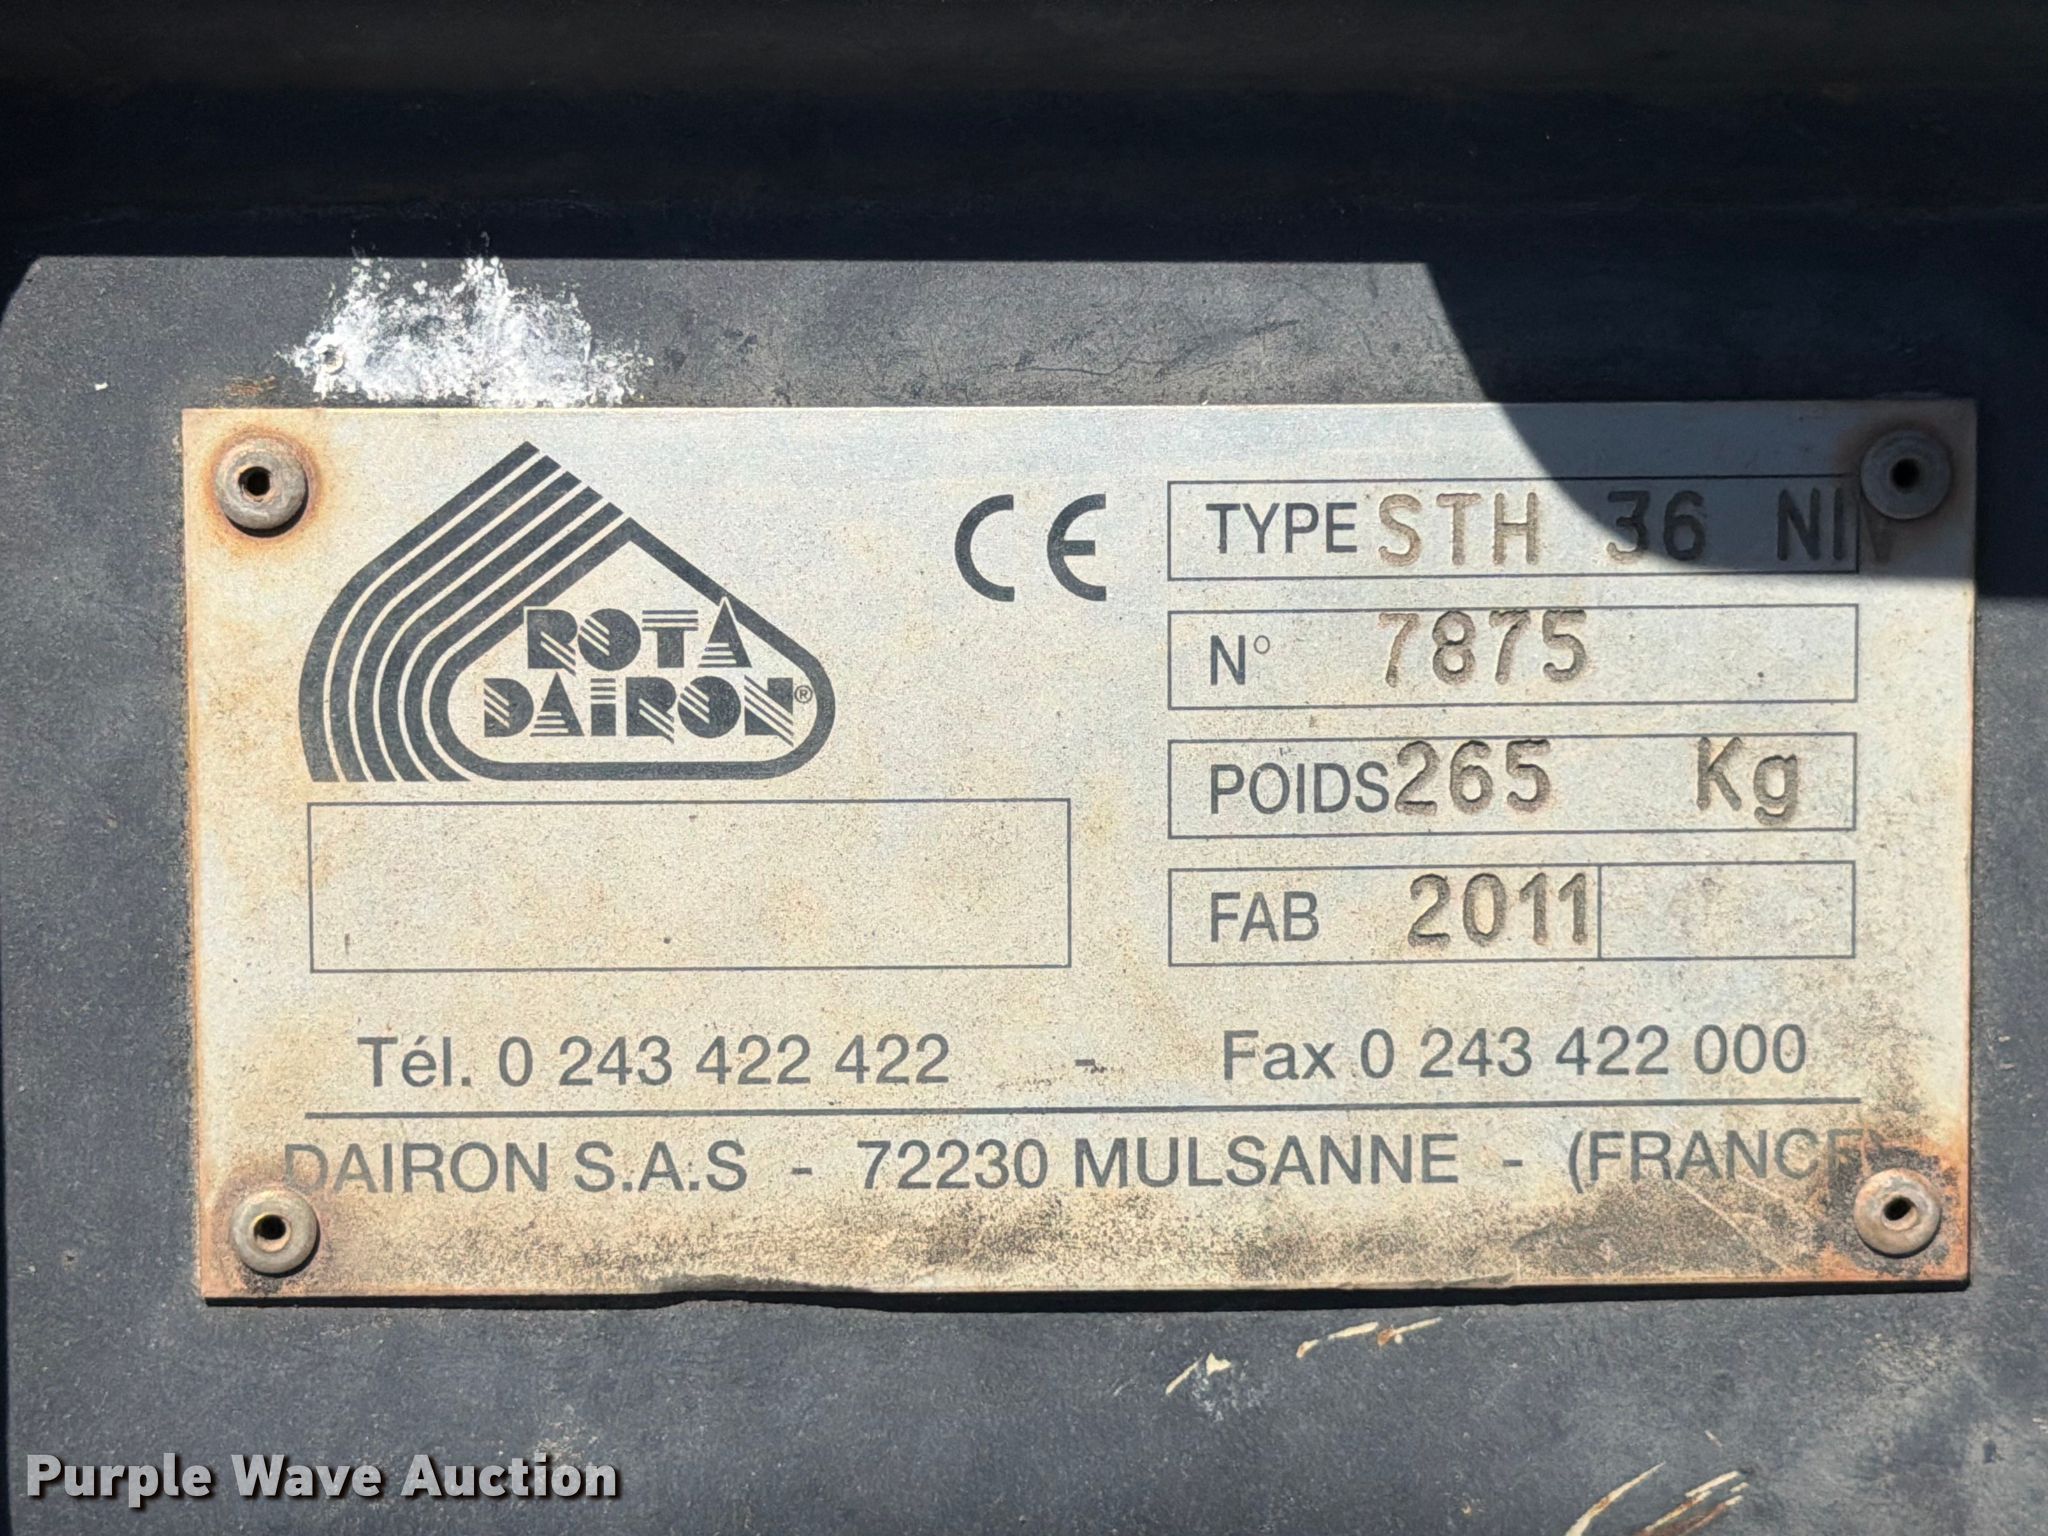 ROTA
DAIRON®
CE
TYPE STH 36 NIV
N° 7875
POIDS 265 Kg
FAB 2011
Tél. 0 243 422 422 - Fax 0 243 422 000
DAIRON S.A.S - 72230 MULSANNE - (FRANCE)
Purple Wave Auction